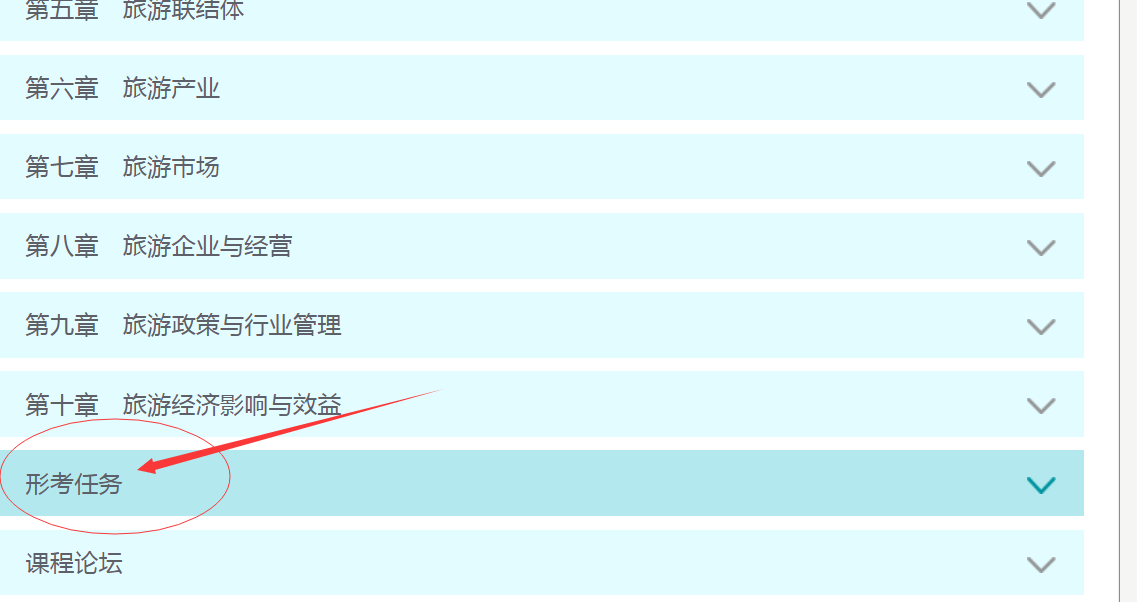 第五章 旅游联结体
第六章 旅游产业
第七章 旅游市场
第八章 旅游企业与经营
第九章 旅游政策与行业管理
第十章 旅游经济影响与效益
形考任务
课程论坛